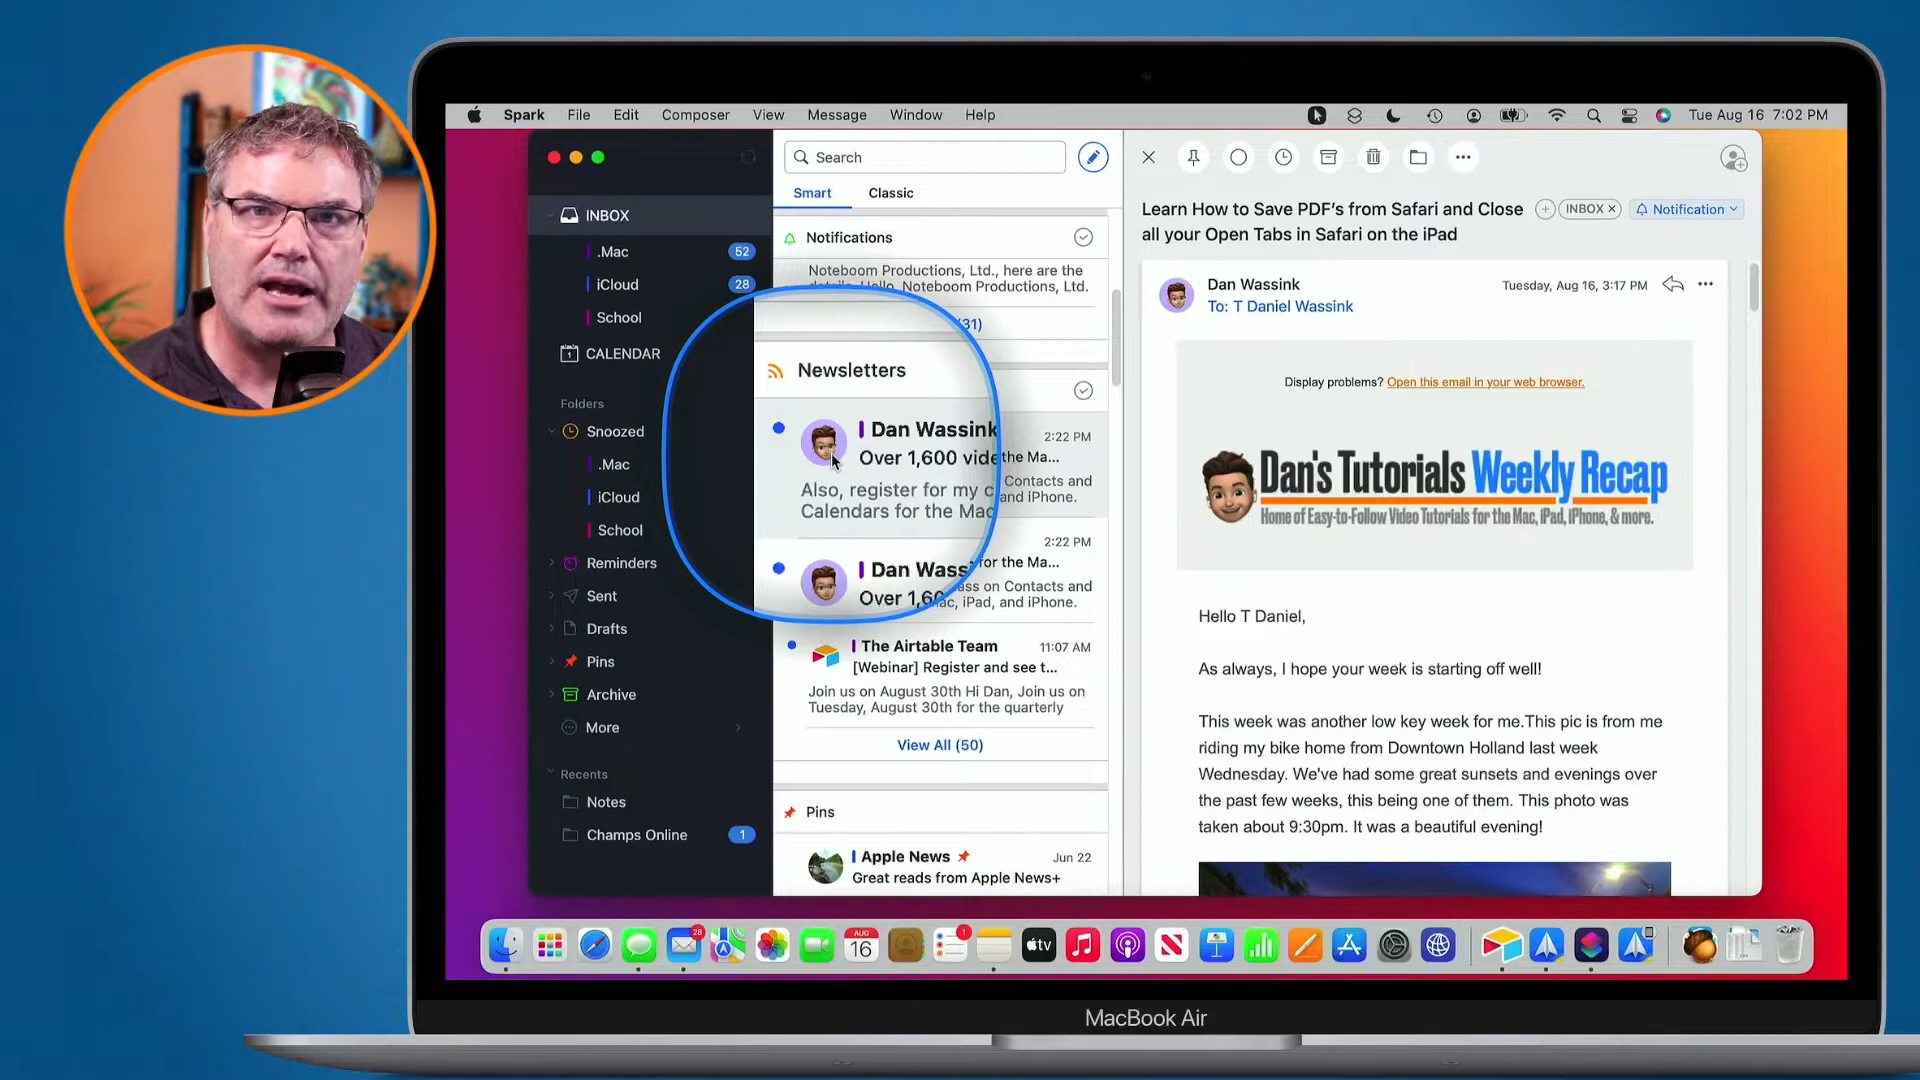 Spark File Edit Composer View Message Window Help
Tue Aug 16 7:02 PM
INBOX
.Mac 52
iCloud 28
School
CALENDAR
Folders
Snoozed
.Mac
iCloud
School
Reminders
Sent
Drafts
Pins
Archive
More
Recents
Notes
Champs Online 1
Search
Smart Classic
Notifications
Noteboom Productions, Ltd., here are the
Noteboom Productions, Ltd.
31)
Newsletters
Dan Wassink 2:22 PM
Over 1,600 vide the Ma...
Also, register for my c Contacts and
Calendars for the Mac and iPhone.
2:22 PM
Dan Wass for the Ma...
ass on Contacts and
Over 1,60 ac, iPad, and iPhone.
The Airtable Team 11:07 AM
[Webinar] Register and see t...
Join us on August 30th Hi Dan, Join us on
Tuesday, August 30th for the quarterly
View All (50)
Pins
Apple News Jun 22
Great reads from Apple News+
Learn How to Save PDF's from Safari and Close
all your Open Tabs in Safari on the iPad
INBOX × Notification
Dan Wassink
Tuesday, Aug 16, 3:17 PM
To: T Daniel Wassink
Display problems? Open this email in your web browser.
Dan's Tutorials Weekly Recap
Home of Easy-to-Follow Video Tutorials for the Mac, iPad, iPhone, & more.
Hello T Daniel,
As always, I hope your week is starting off well!
This week was another low key week for me.This pic is from me
riding my bike home from Downtown Holland last week
Wednesday. We've had some great sunsets and evenings over
the past few weeks, this being one of them. This photo was
taken about 9:30pm. It was a beautiful evening!
28
AUG
16
1
tv
MacBook Air